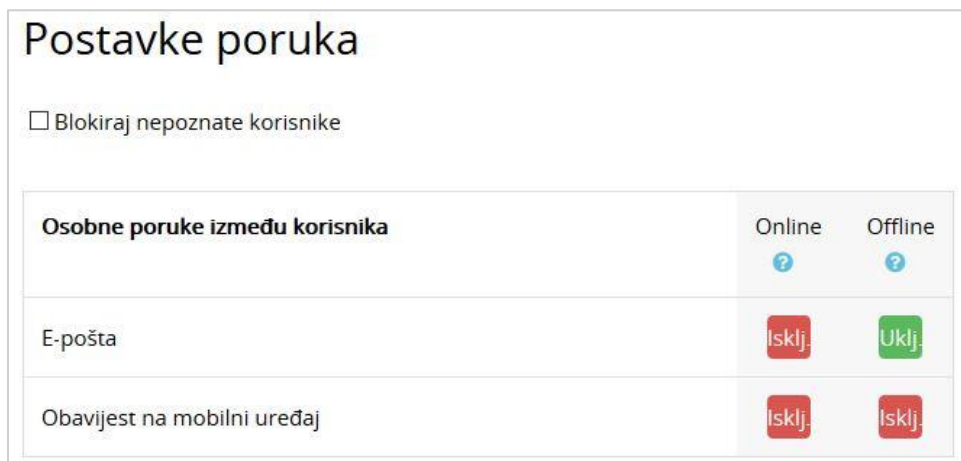 Postavke poruka
Blokiraj nepoznate korisnike
Osobne poruke između korisnika Online Offline
? ?
E-pošta Isklj. Uklj.
Obavijest na mobilni uređaj Isklj. Isklj.